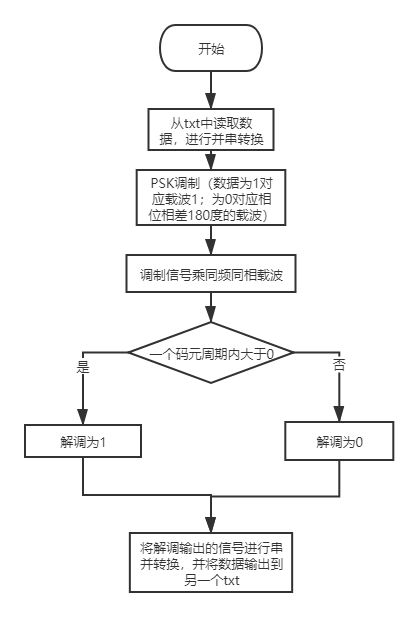 开始
从txt中读取数
据，进行并串转换
PSK调制（数据为1对
应载波1；为0对应相
位相差180度的载波）
调制信号乘同频同相载波
一个码元周期内大于0
是
否
解调为1
解调为0
将解调输出的信号进行串
并转换，并将数据输出到
另一个txt